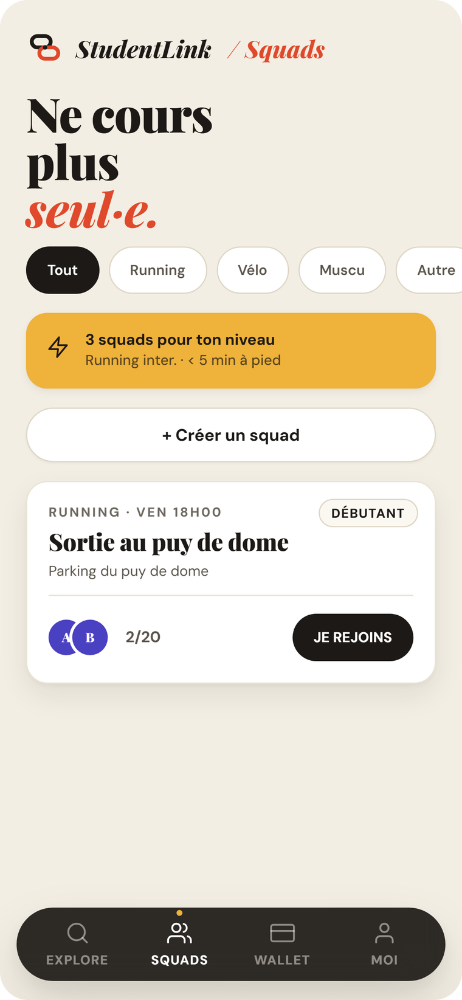 StudentLink / Squads
Ne cours
plus
seul·e.
Tout Running Vélo Muscu Autre
3 squads pour ton niveau
Running inter. · < 5 min à pied
+ Créer un squad
RUNNING · VEN 18H00 DÉBUTANT
Sortie au puy de dome
Parking du puy de dome
A B 2/20 JE REJOINS
EXPLORE SQUADS WALLET MOI